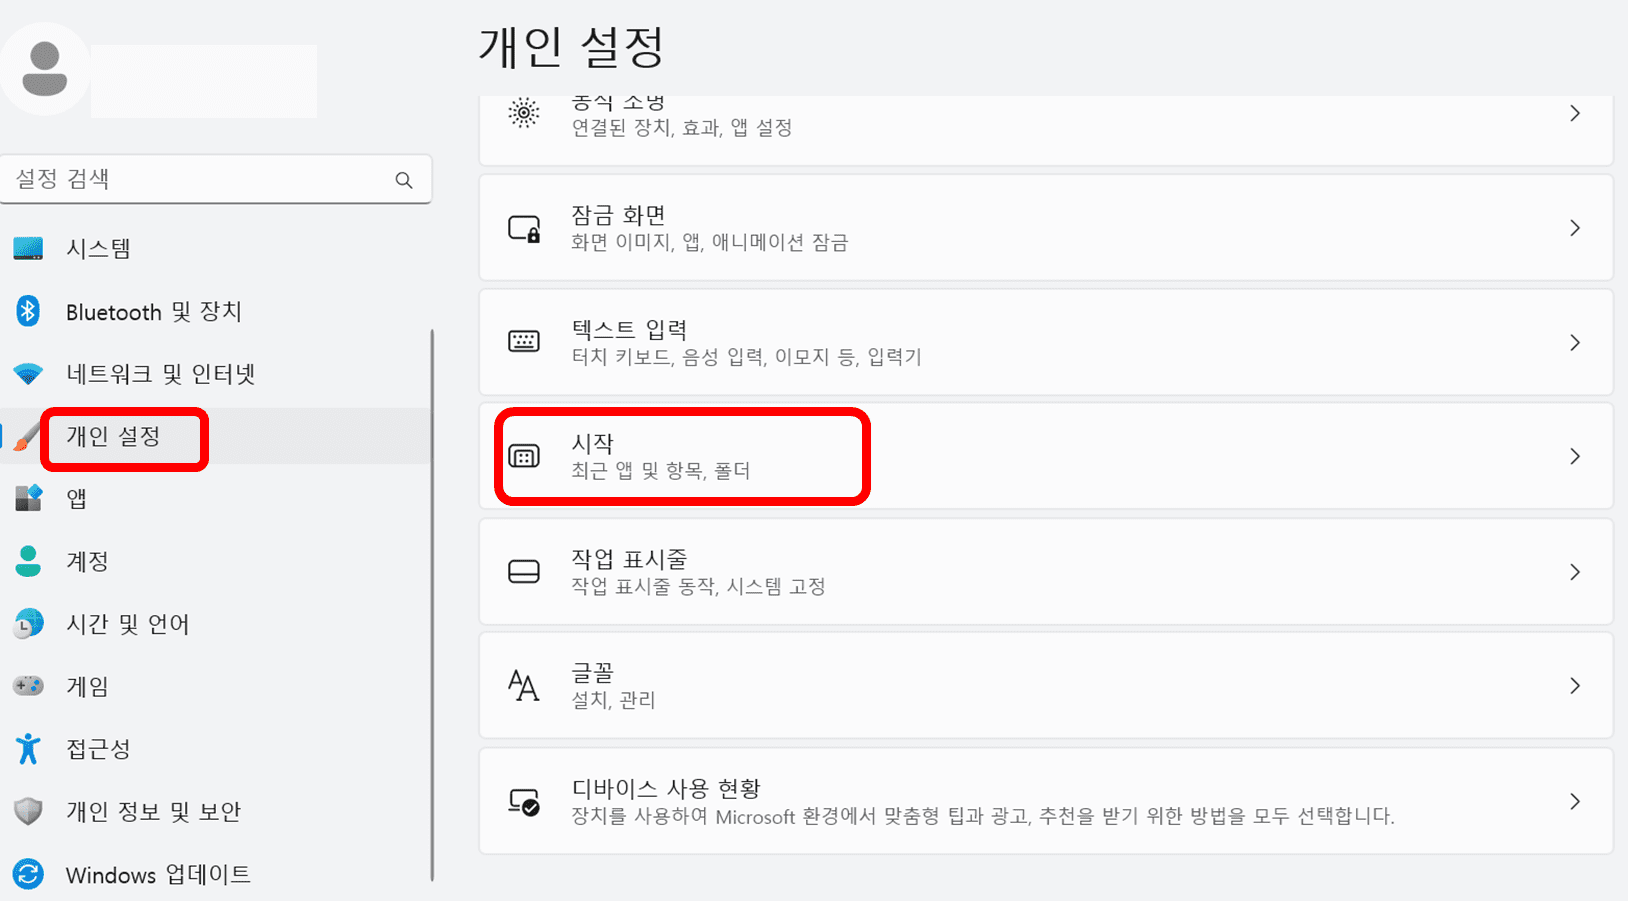 개인 설정
설정 검색
시스템
Bluetooth 및 장치
네트워크 및 인터넷
개인 설정
앱
계정
시간 및 언어
게임
접근성
개인 정보 및 보안
Windows 업데이트
동적 조명
연결된 장치, 효과, 앱 설정
잠금 화면
화면 이미지, 앱, 애니메이션 잠금
텍스트 입력
터치 키보드, 음성 입력, 이모지 등, 입력기
시작
최근 앱 및 항목, 폴더
작업 표시줄
작업 표시줄 동작, 시스템 고정
글꼴
설치, 관리
디바이스 사용 현황
장치를 사용하여 Microsoft 환경에서 맞춤형 팁과 광고, 추천을 받기 위한 방법을 모두 선택합니다.